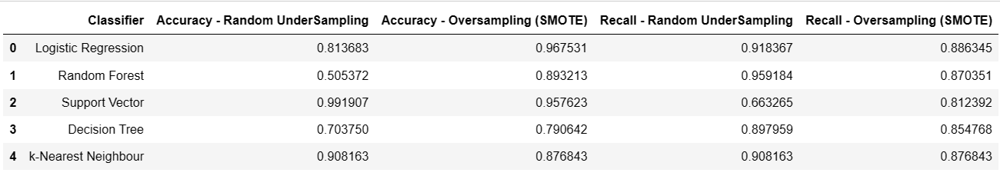 Classifier Accuracy - Random UnderSampling Accuracy - Oversampling (SMOTE) Recall - Random UnderSampling Recall - Oversampling (SMOTE)
0 Logistic Regression 0.813683 0.967531 0.918367 0.886345
1 Random Forest 0.505372 0.893213 0.959184 0.870351
2 Support Vector 0.991907 0.957623 0.663265 0.812392
3 Decision Tree 0.703750 0.790642 0.897959 0.854768
4 k-Nearest Neighbour 0.908163 0.876843 0.908163 0.876843